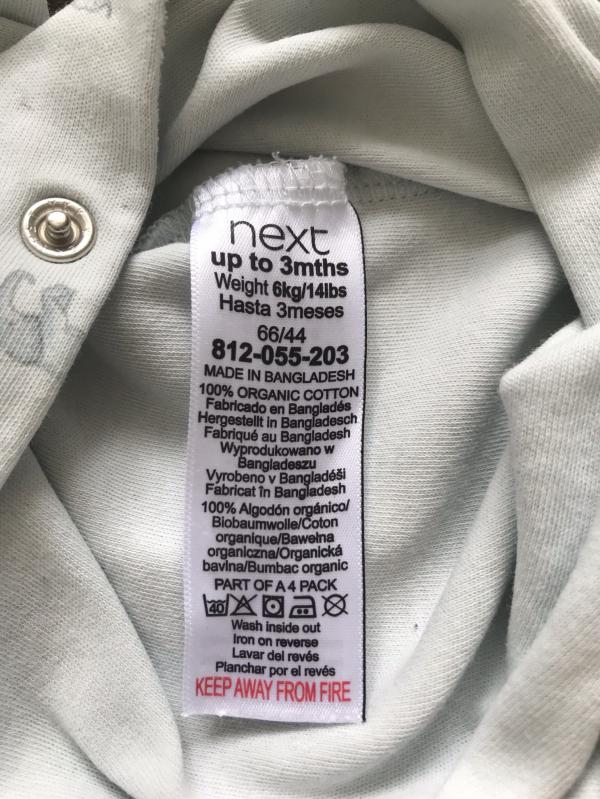 next
up to 3mths
Weight 6kg/14lbs
Hasta 3meses
66/44
812-055-203
MADE IN BANGLADESH
100% ORGANIC COTTON
Fabricado en Bangladés
Hergestellt in Bangladesch
Fabriqué au Bangladesh
Wyprodukowano w
Bangladeszu
Vyrobeno v Bangladéši
Fabricat în Bangladesh
100% Algodón orgánico/
Biobaumwolle/Coton
organique/Bawełna
organiczna/Organická
bavlna/Bumbac organic
PART OF A 4 PACK
40
Wash inside out
Iron on reverse
Lavar del revés
Planchar por el revés
KEEP AWAY FROM FIRE